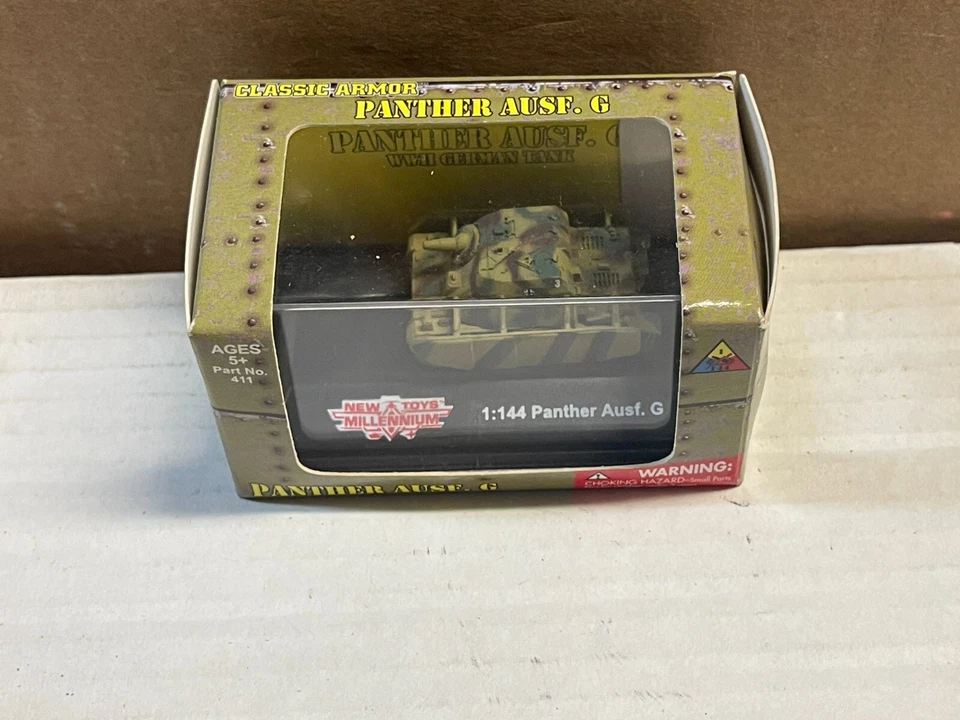 CLASSIC ARMOR
PANTHER AUSF. G
PANTHER AUSF. G
WWII GERMAN TANK
3
AGES
5+
Part No.
411
NEW TOYS
MILLENNIUM
1:144 Panther Ausf. G
PANTHER AUSF. G
WARNING:
CHOKING HAZARD-Small Parts